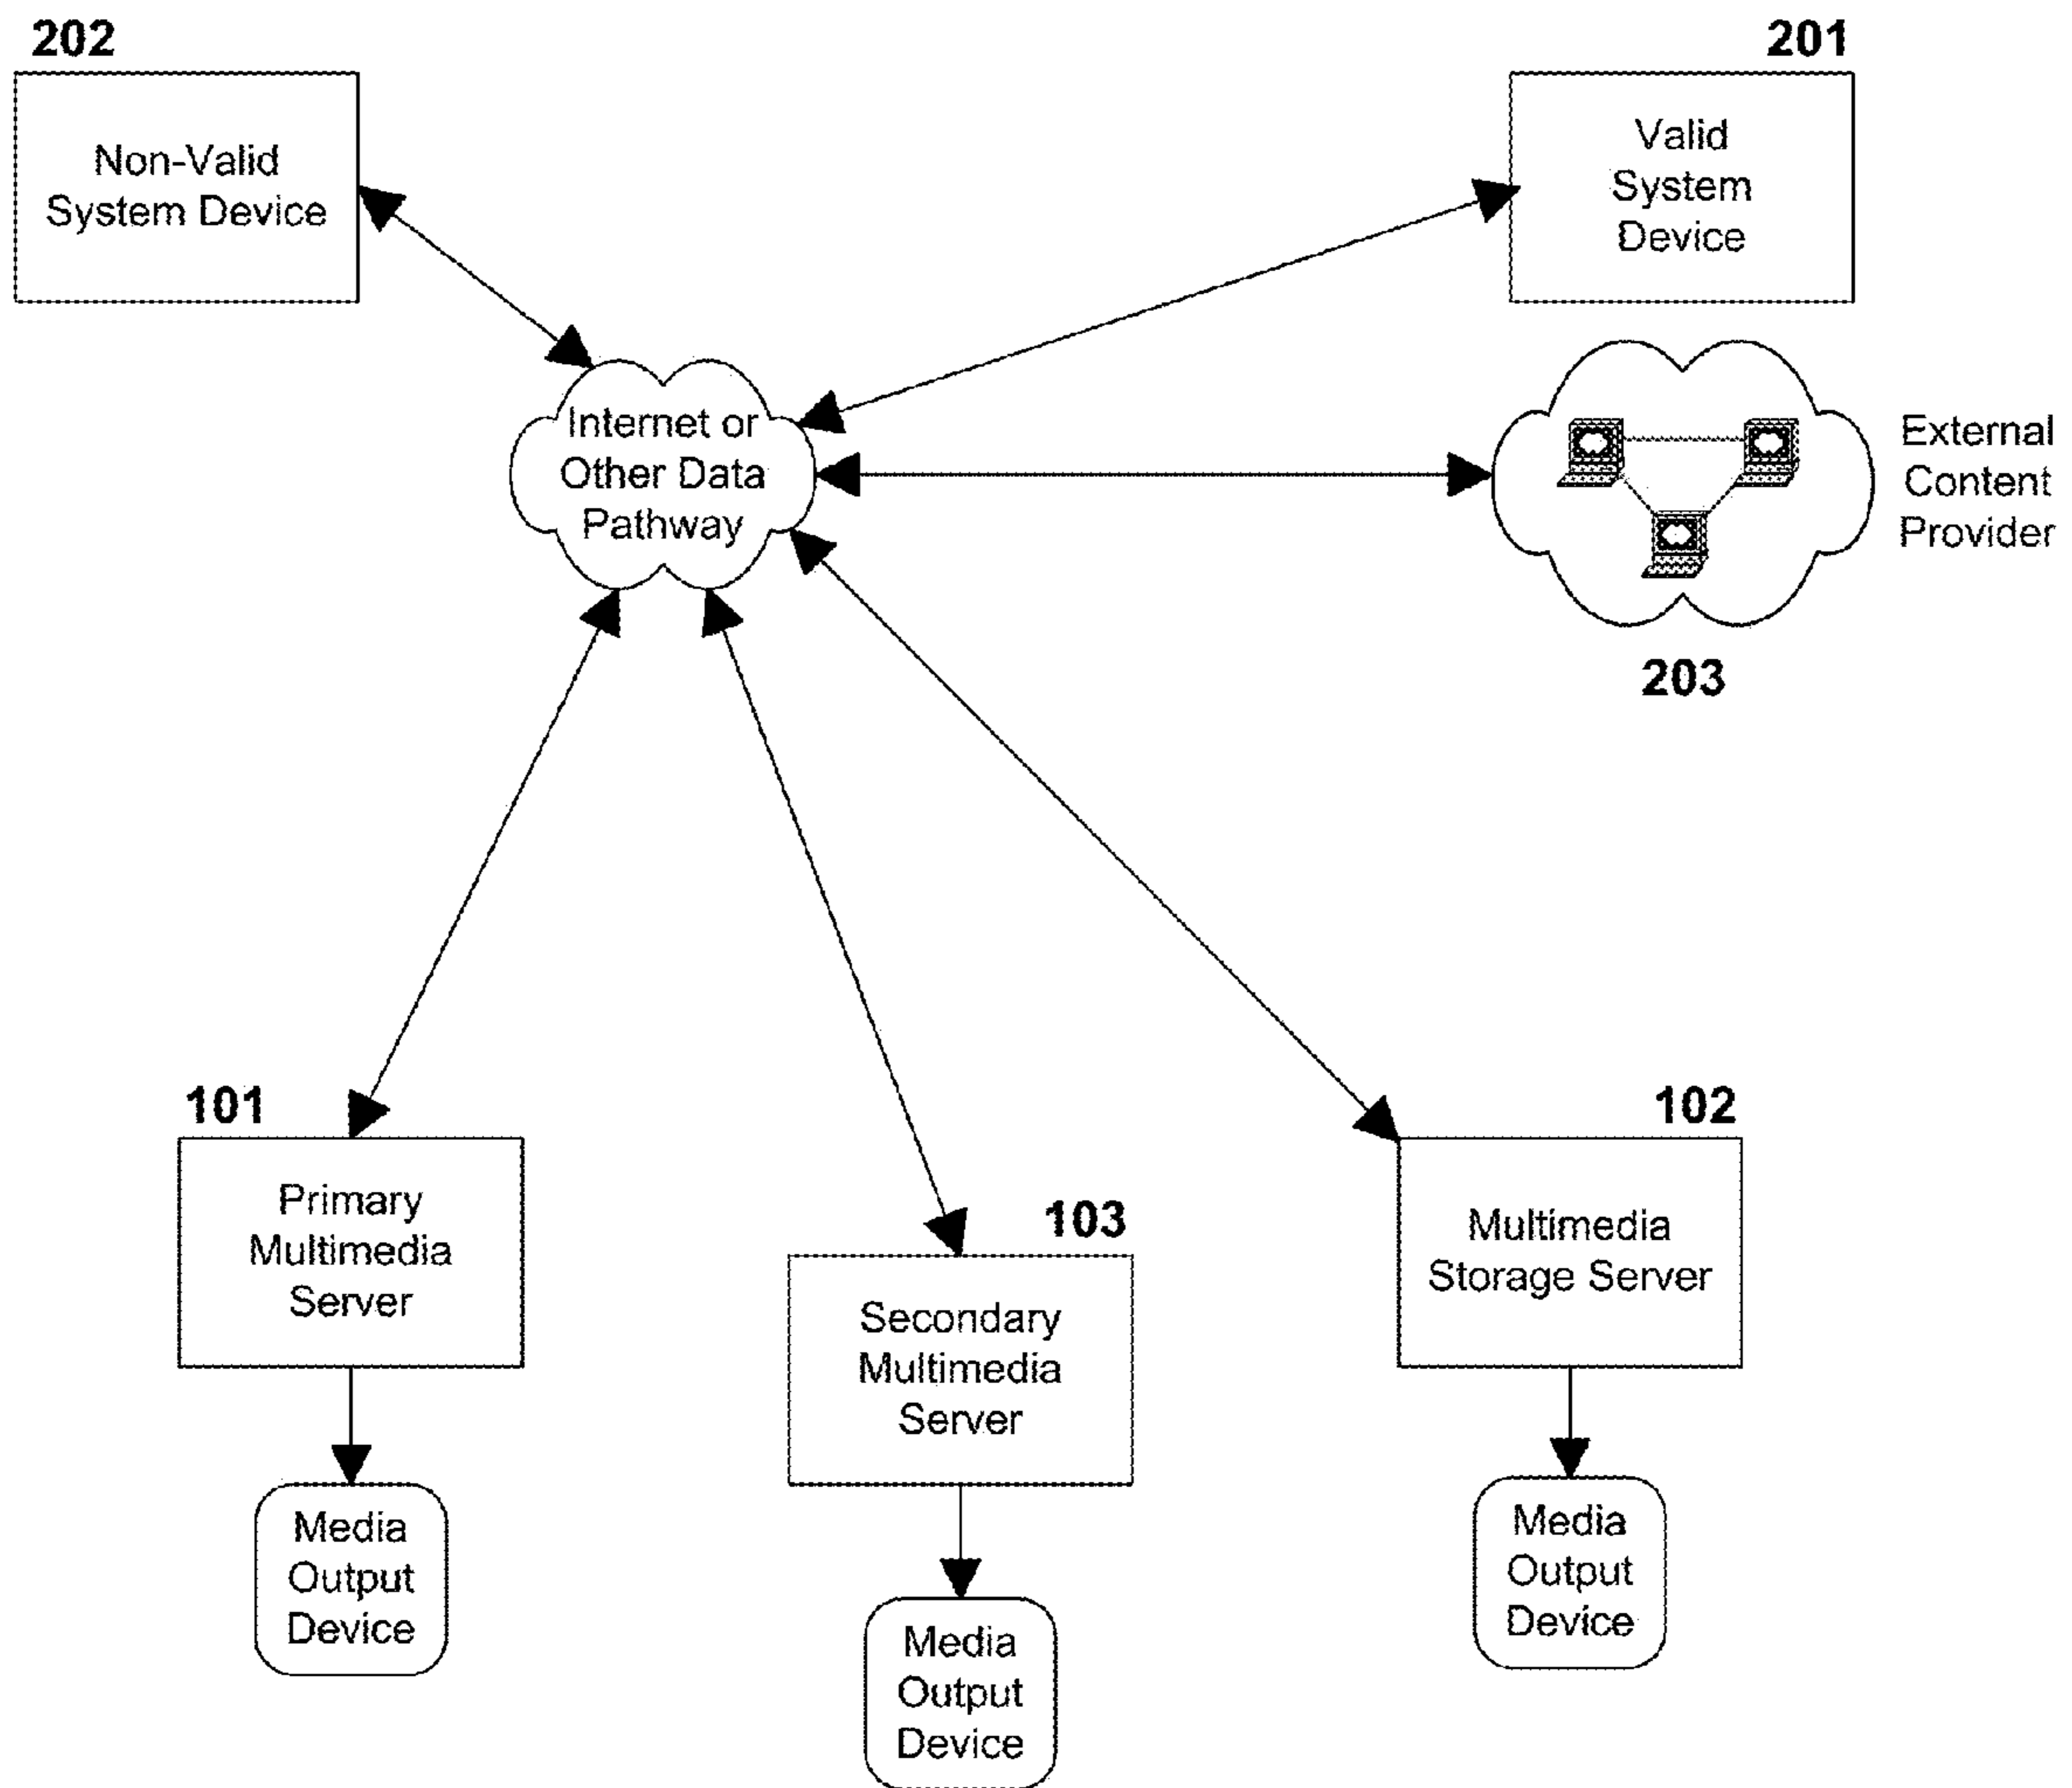 202
Non-Valid
System Device
201
Valid
System
Device
Internet or
Other Data
Pathway
External
Content
Provider
203
101
Primary
Multimedia
Server
103
Secondary
Multimedia
Server
102
Multimedia
Storage Server
Media
Output
Device
Media
Output
Device
Media
Output
Device